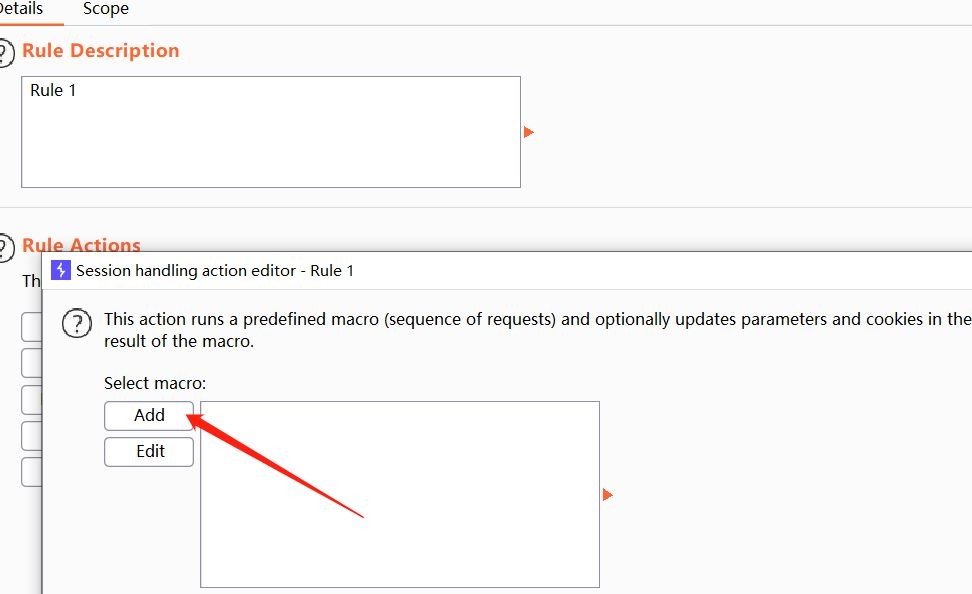 Details Scope
Rule Description
Rule 1
Rule Actions
Th
Session handling action editor - Rule 1
This action runs a predefined macro (sequence of requests) and optionally updates parameters and cookies in the
result of the macro.
Select macro:
Add
Edit